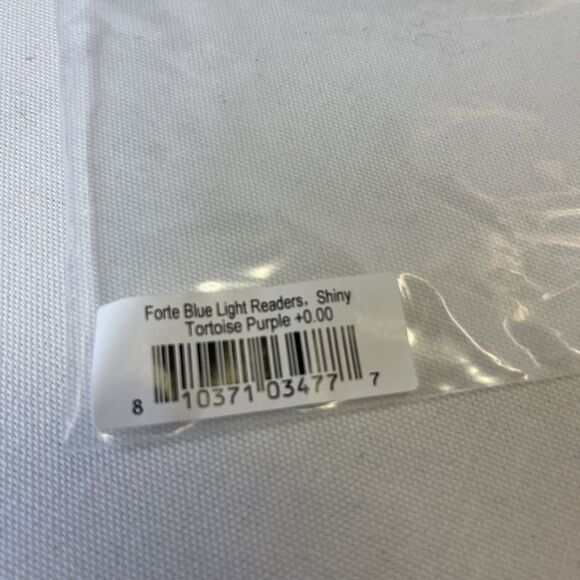 Forte Blue Light Readers, Shiny
Tortoise Purple +0.00
8 10371 03477 7